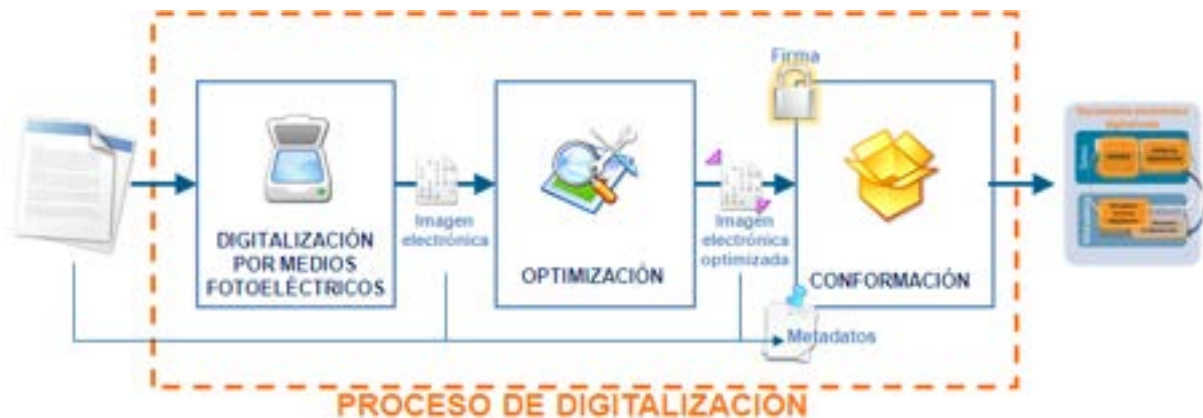 Firma
DIGITALIZACIÓN
POR MEDIOS
FOTOELÉCTRICOS
Imagen
electrónica
OPTIMIZACIÓN
Imagen
electrónica
optimizada
CONFORMACIÓN
Metadatos
PROCESO DE DIGITALIZACIÓN